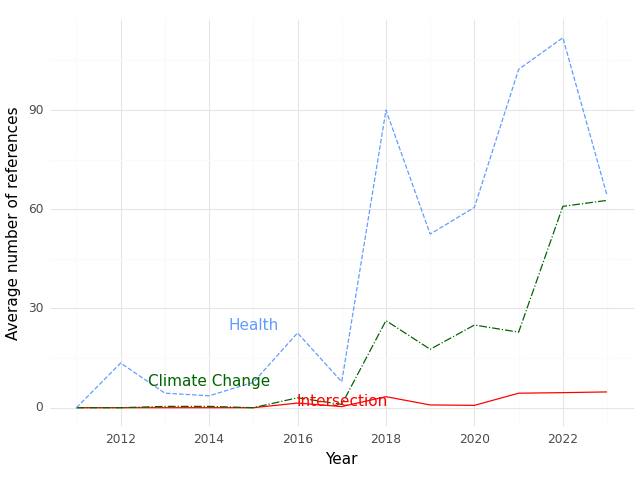 Average number of references
90
60
30
0
Health
Climate Change
Intersection
2012
2014
2016
2018
2020
2022
Year